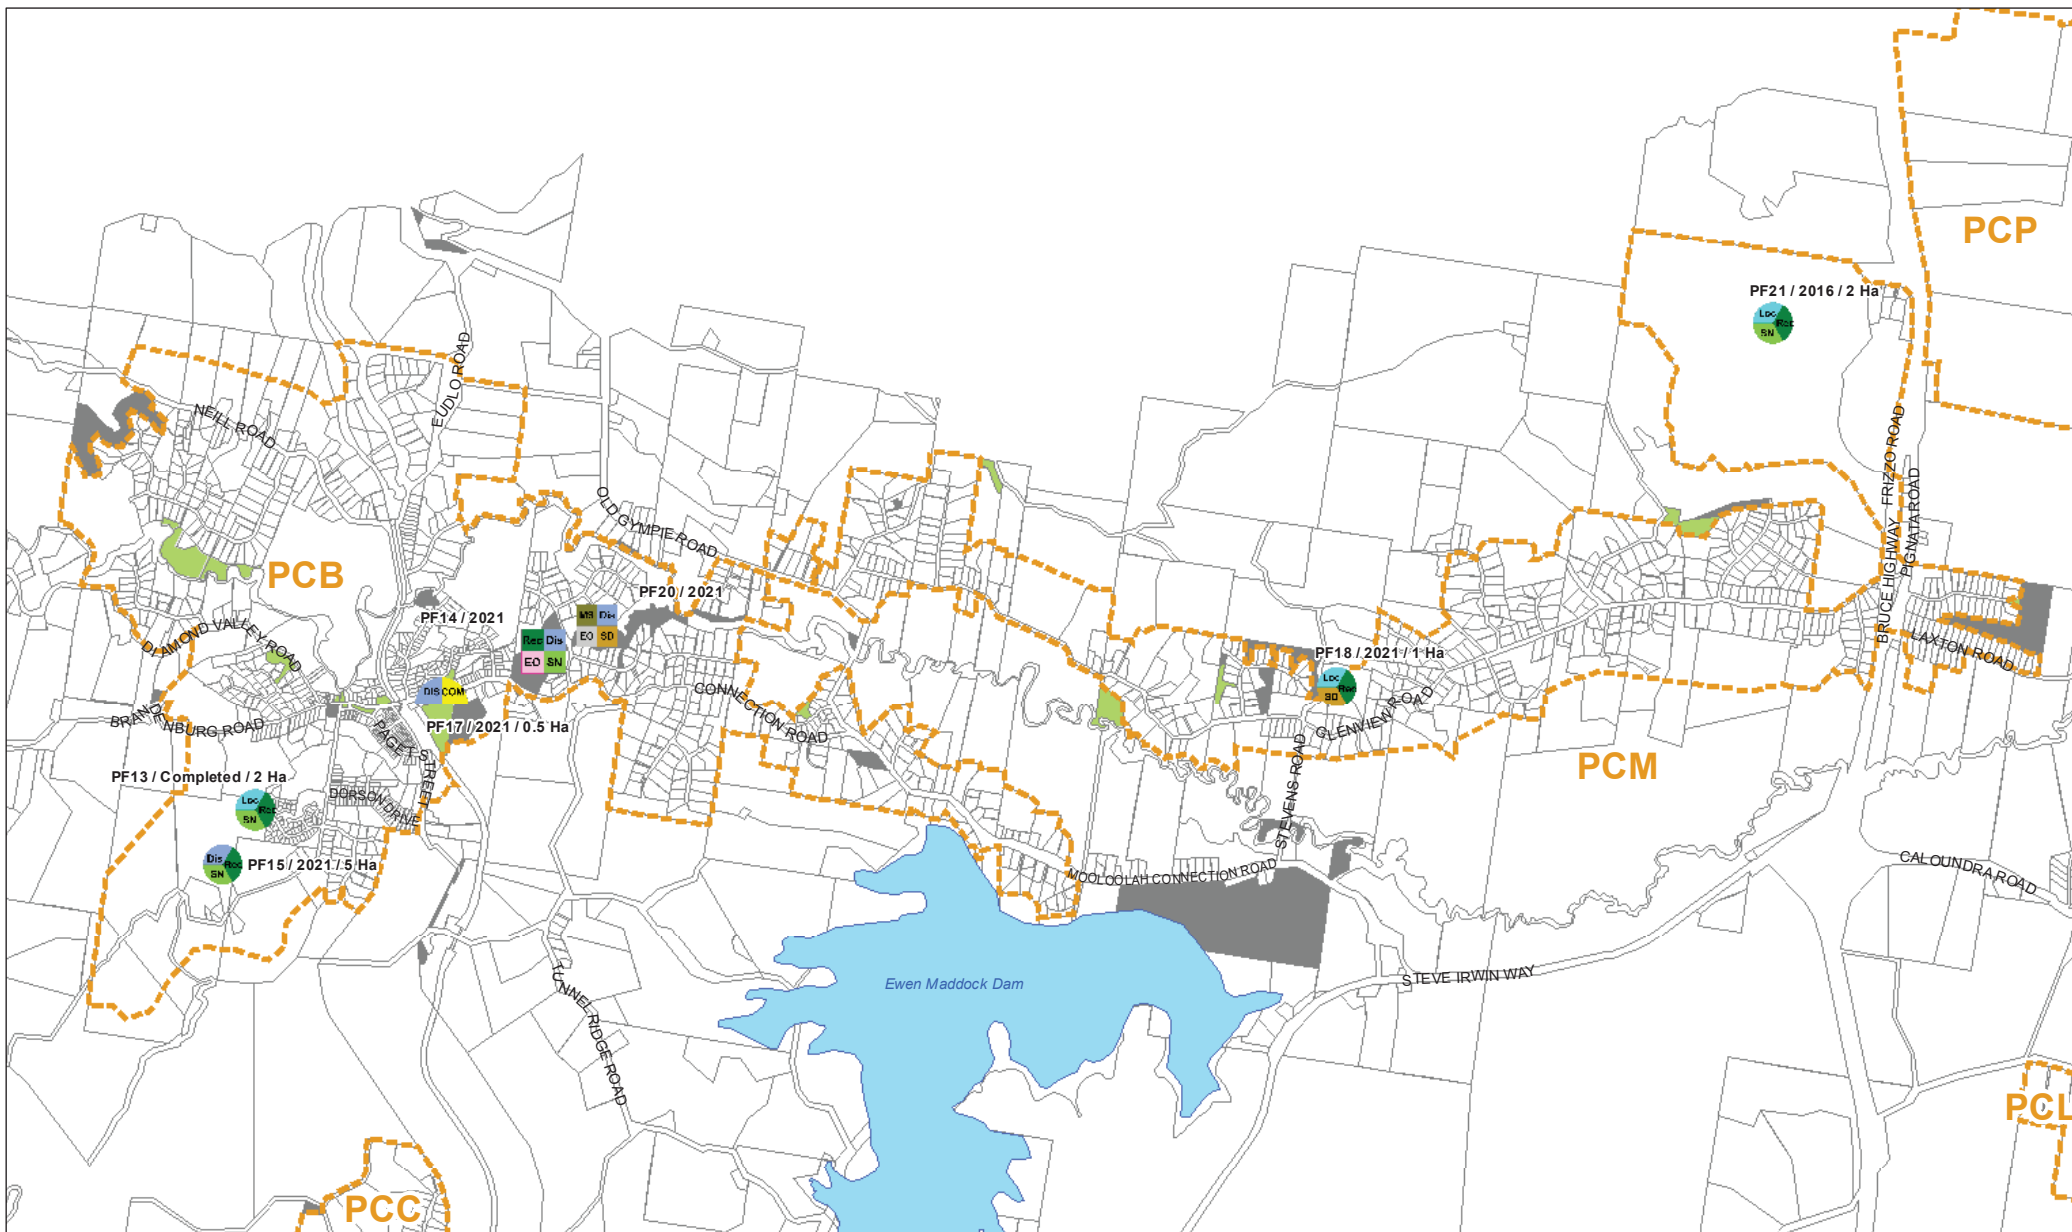 PCP
PF21 / 2016 / 2 Ha
Loc
Rec
SN
EUDLO ROAD
NEILL ROAD
BRUCE HIGHWAY
FRIZZO ROAD
PIGNATA ROAD
OLD GYMPIE ROAD
PCB
PF20 / 2021
MS Dis
EO SD
PF14 / 2021
Rec Dis
EO SN
DIAMOND VALLEY ROAD
LAXTON ROAD
PF18 / 2021 / 1 Ha
Loc
Rec
SD
DIS COM
CONNECTION ROAD
GLENVIEW ROAD
BRANDENBURG ROAD
PAGET STREET
PF17 / 2021 / 0.5 Ha
PCM
STEVENS ROAD
PF13 / Completed / 2 Ha
Loc
Rec
SN
DORSON DRIVE
Dis
Rec
SN
PF15 / 2021 / 5 Ha
MOOLOOLAH CONNECTION ROAD
CALOUNDRA ROAD
STEVE IRWIN WAY
Ewen Maddock Dam
TUNNEL RIDGE ROAD
PCL
PCC